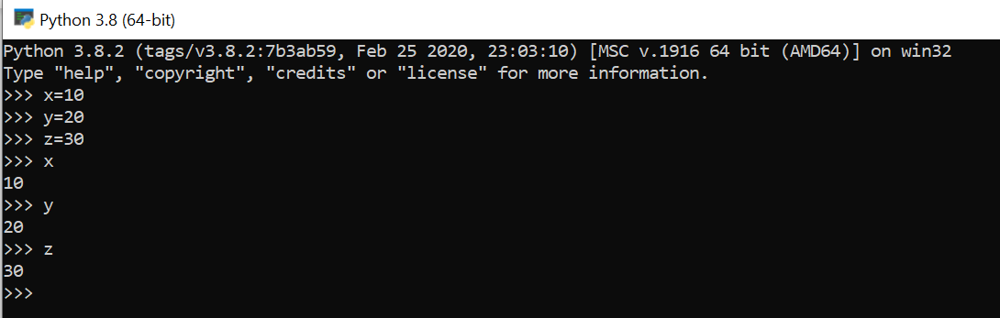 Python 3.8 (64-bit)
Python 3.8.2 (tags/v3.8.2:7b3ab59, Feb 25 2020, 23:03:10) [MSC v.1916 64 bit (AMD64)] on win32
Type "help", "copyright", "credits" or "license" for more information.
>>> x=10
>>> y=20
>>> z=30
>>> x
10
>>> y
20
>>> z
30
>>>